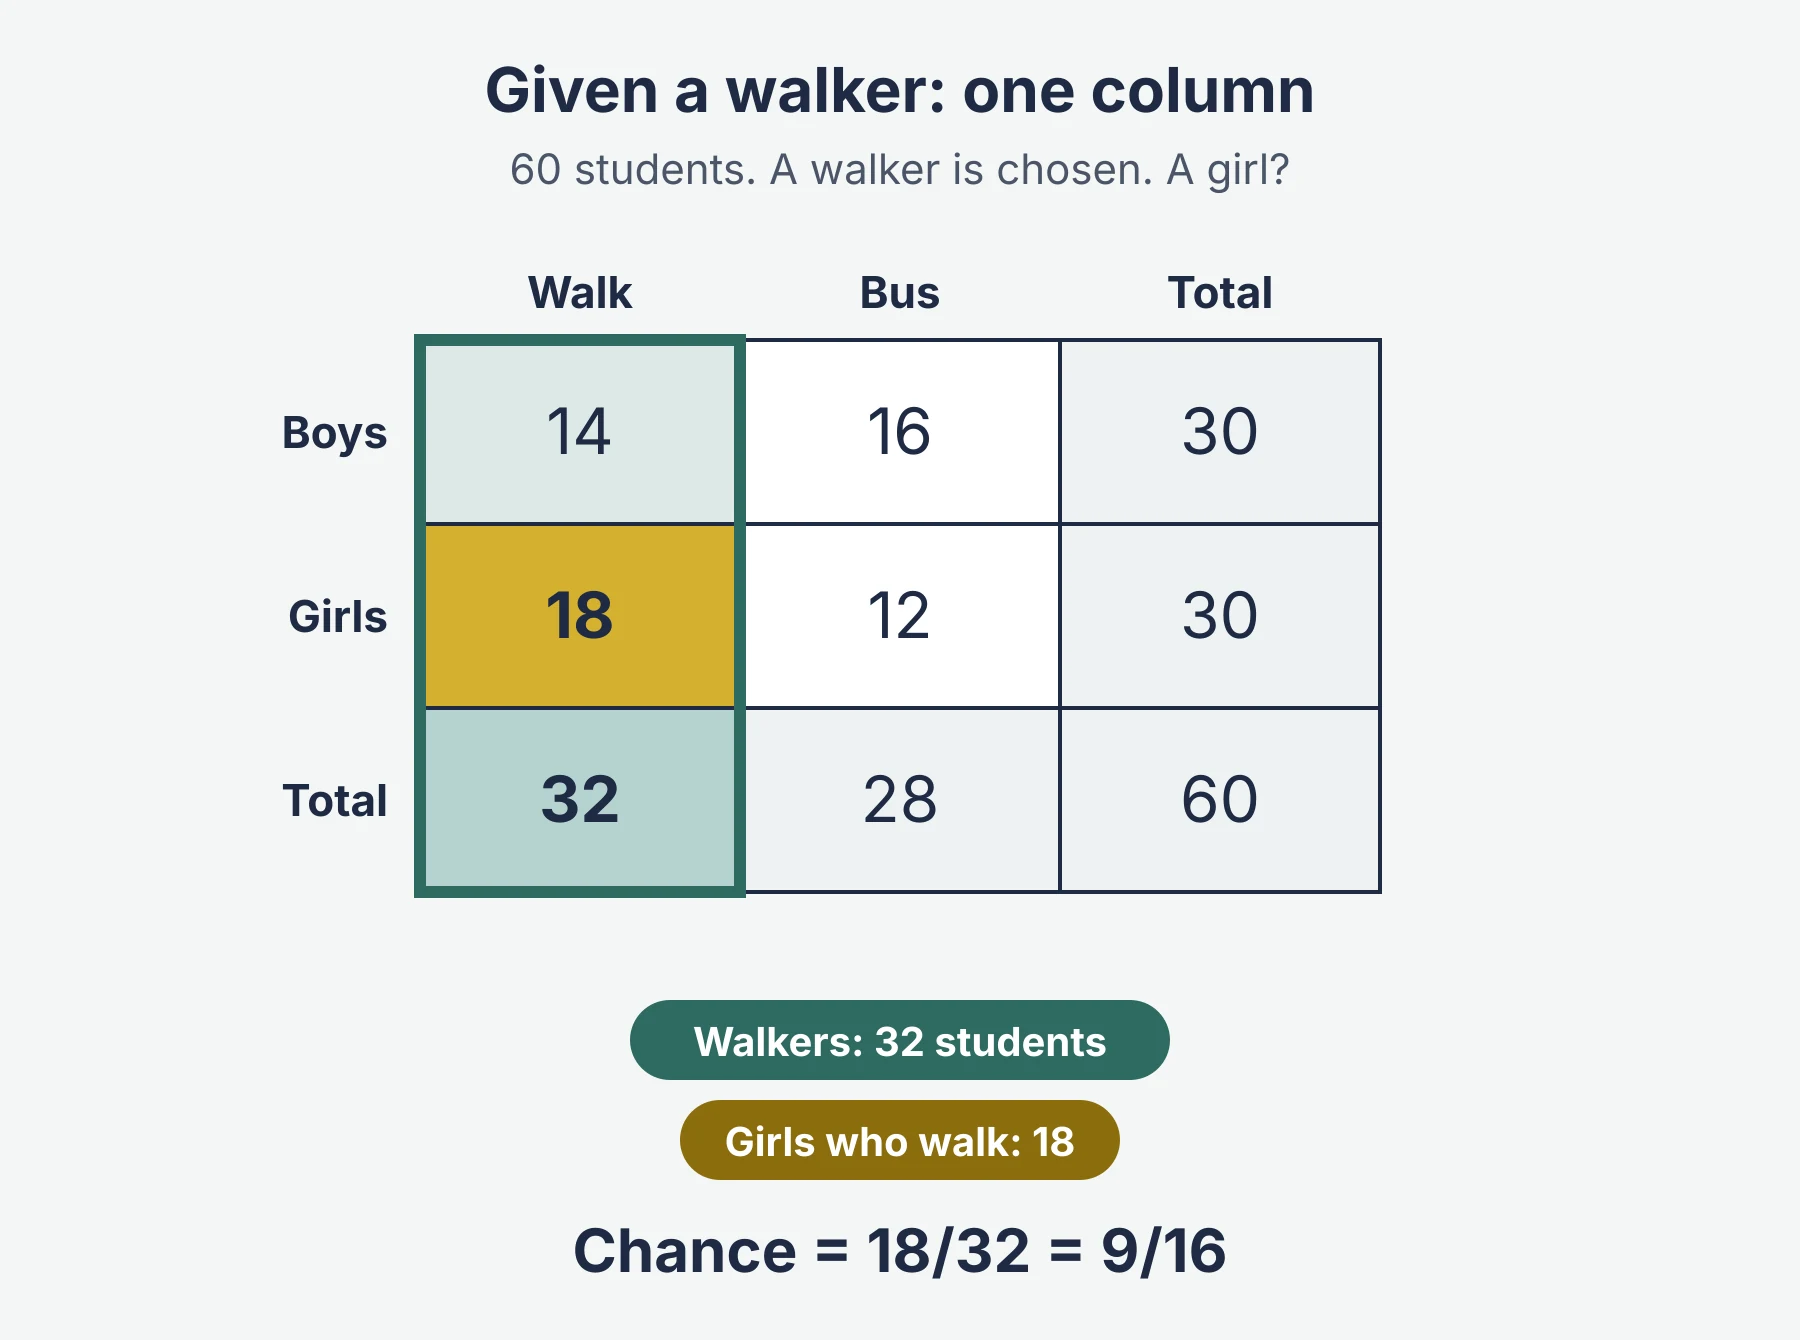 Given a walker: one column
60 students. A walker is chosen. A girl?
Walk Bus Total
Boys 14 16 30
Girls 18 12 30
Total 32 28 60
Walkers: 32 students
Girls who walk: 18
Chance = 18/32 = 9/16